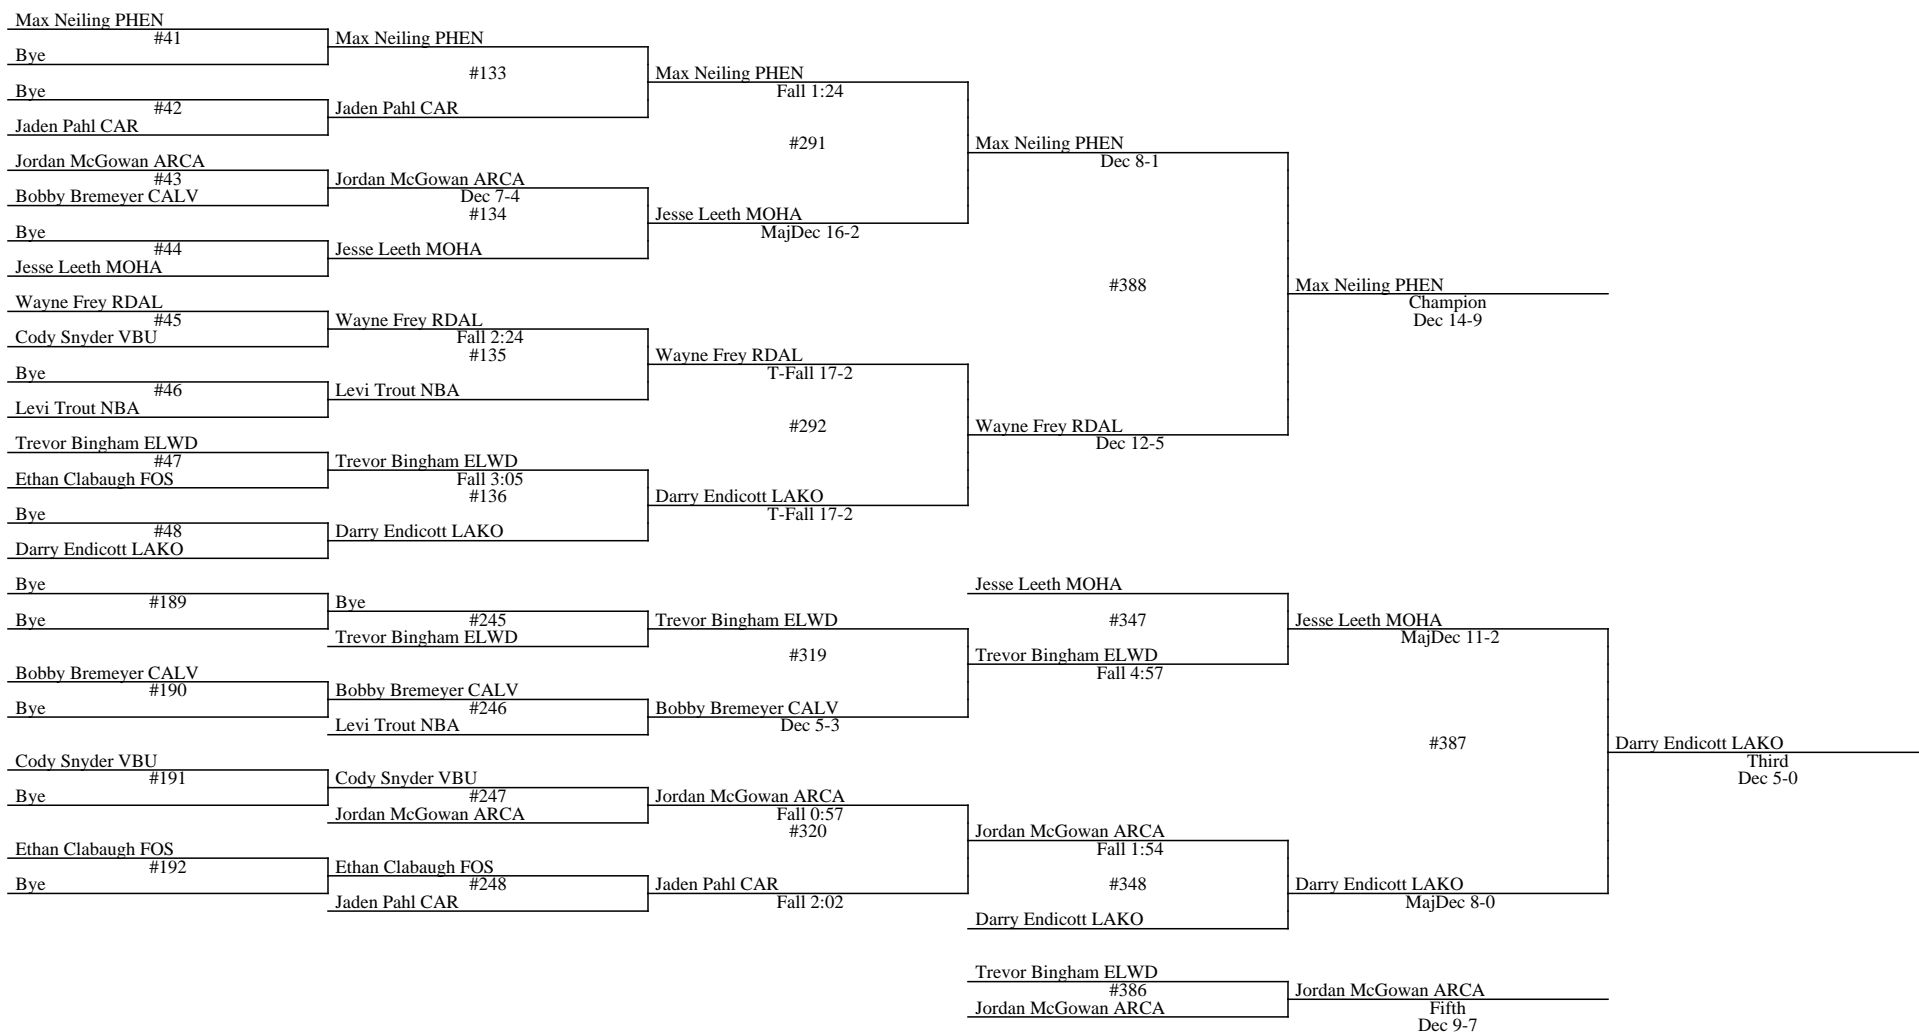 Max Neiling PHEN
#41
Bye
Bye
#42
Jaden Pahl CAR
Jordan McGowan ARCA
#43
Bobby Bremeyer CALV
Bye
#44
Jesse Leeth MOHA
Wayne Frey RDAL
#45
Cody Snyder VBU
Bye
#46
Levi Trout NBA
Trevor Bingham ELWD
#47
Ethan Clabaugh FOS
Bye
#48
Darry Endicott LAKO
Max Neiling PHEN
#133
Jaden Pahl CAR
Jordan McGowan ARCA
Dec 7-4
#134
Jesse Leeth MOHA
Wayne Frey RDAL
Fall 2:24
#135
Levi Trout NBA
Trevor Bingham ELWD
Fall 3:05
#136
Darry Endicott LAKO
Max Neiling PHEN
Fall 1:24
#291
Jesse Leeth MOHA
MajDec 16-2
Wayne Frey RDAL
T-Fall 17-2
#292
Darry Endicott LAKO
T-Fall 17-2
Max Neiling PHEN
Dec 8-1
#388
Wayne Frey RDAL
Dec 12-5
Max Neiling PHEN
Champion
Dec 14-9
Bye
#189
Bye
Bobby Bremeyer CALV
#190
Bye
Cody Snyder VBU
#191
Bye
Ethan Clabaugh FOS
#192
Bye
Bye
#245
Trevor Bingham ELWD
Bobby Bremeyer CALV
#246
Levi Trout NBA
Cody Snyder VBU
#247
Jordan McGowan ARCA
Ethan Clabaugh FOS
#248
Jaden Pahl CAR
Trevor Bingham ELWD
#319
Bobby Bremeyer CALV
Dec 5-3
Jordan McGowan ARCA
Fall 0:57
#320
Jaden Pahl CAR
Fall 2:02
Jesse Leeth MOHA
#347
Trevor Bingham ELWD
Fall 4:57
Jordan McGowan ARCA
Fall 1:54
#348
Darry Endicott LAKO
Jesse Leeth MOHA
MajDec 11-2
#387
Darry Endicott LAKO
MajDec 8-0
Darry Endicott LAKO
Third
Dec 5-0
Trevor Bingham ELWD
#386
Jordan McGowan ARCA
Jordan McGowan ARCA
Fifth
Dec 9-7